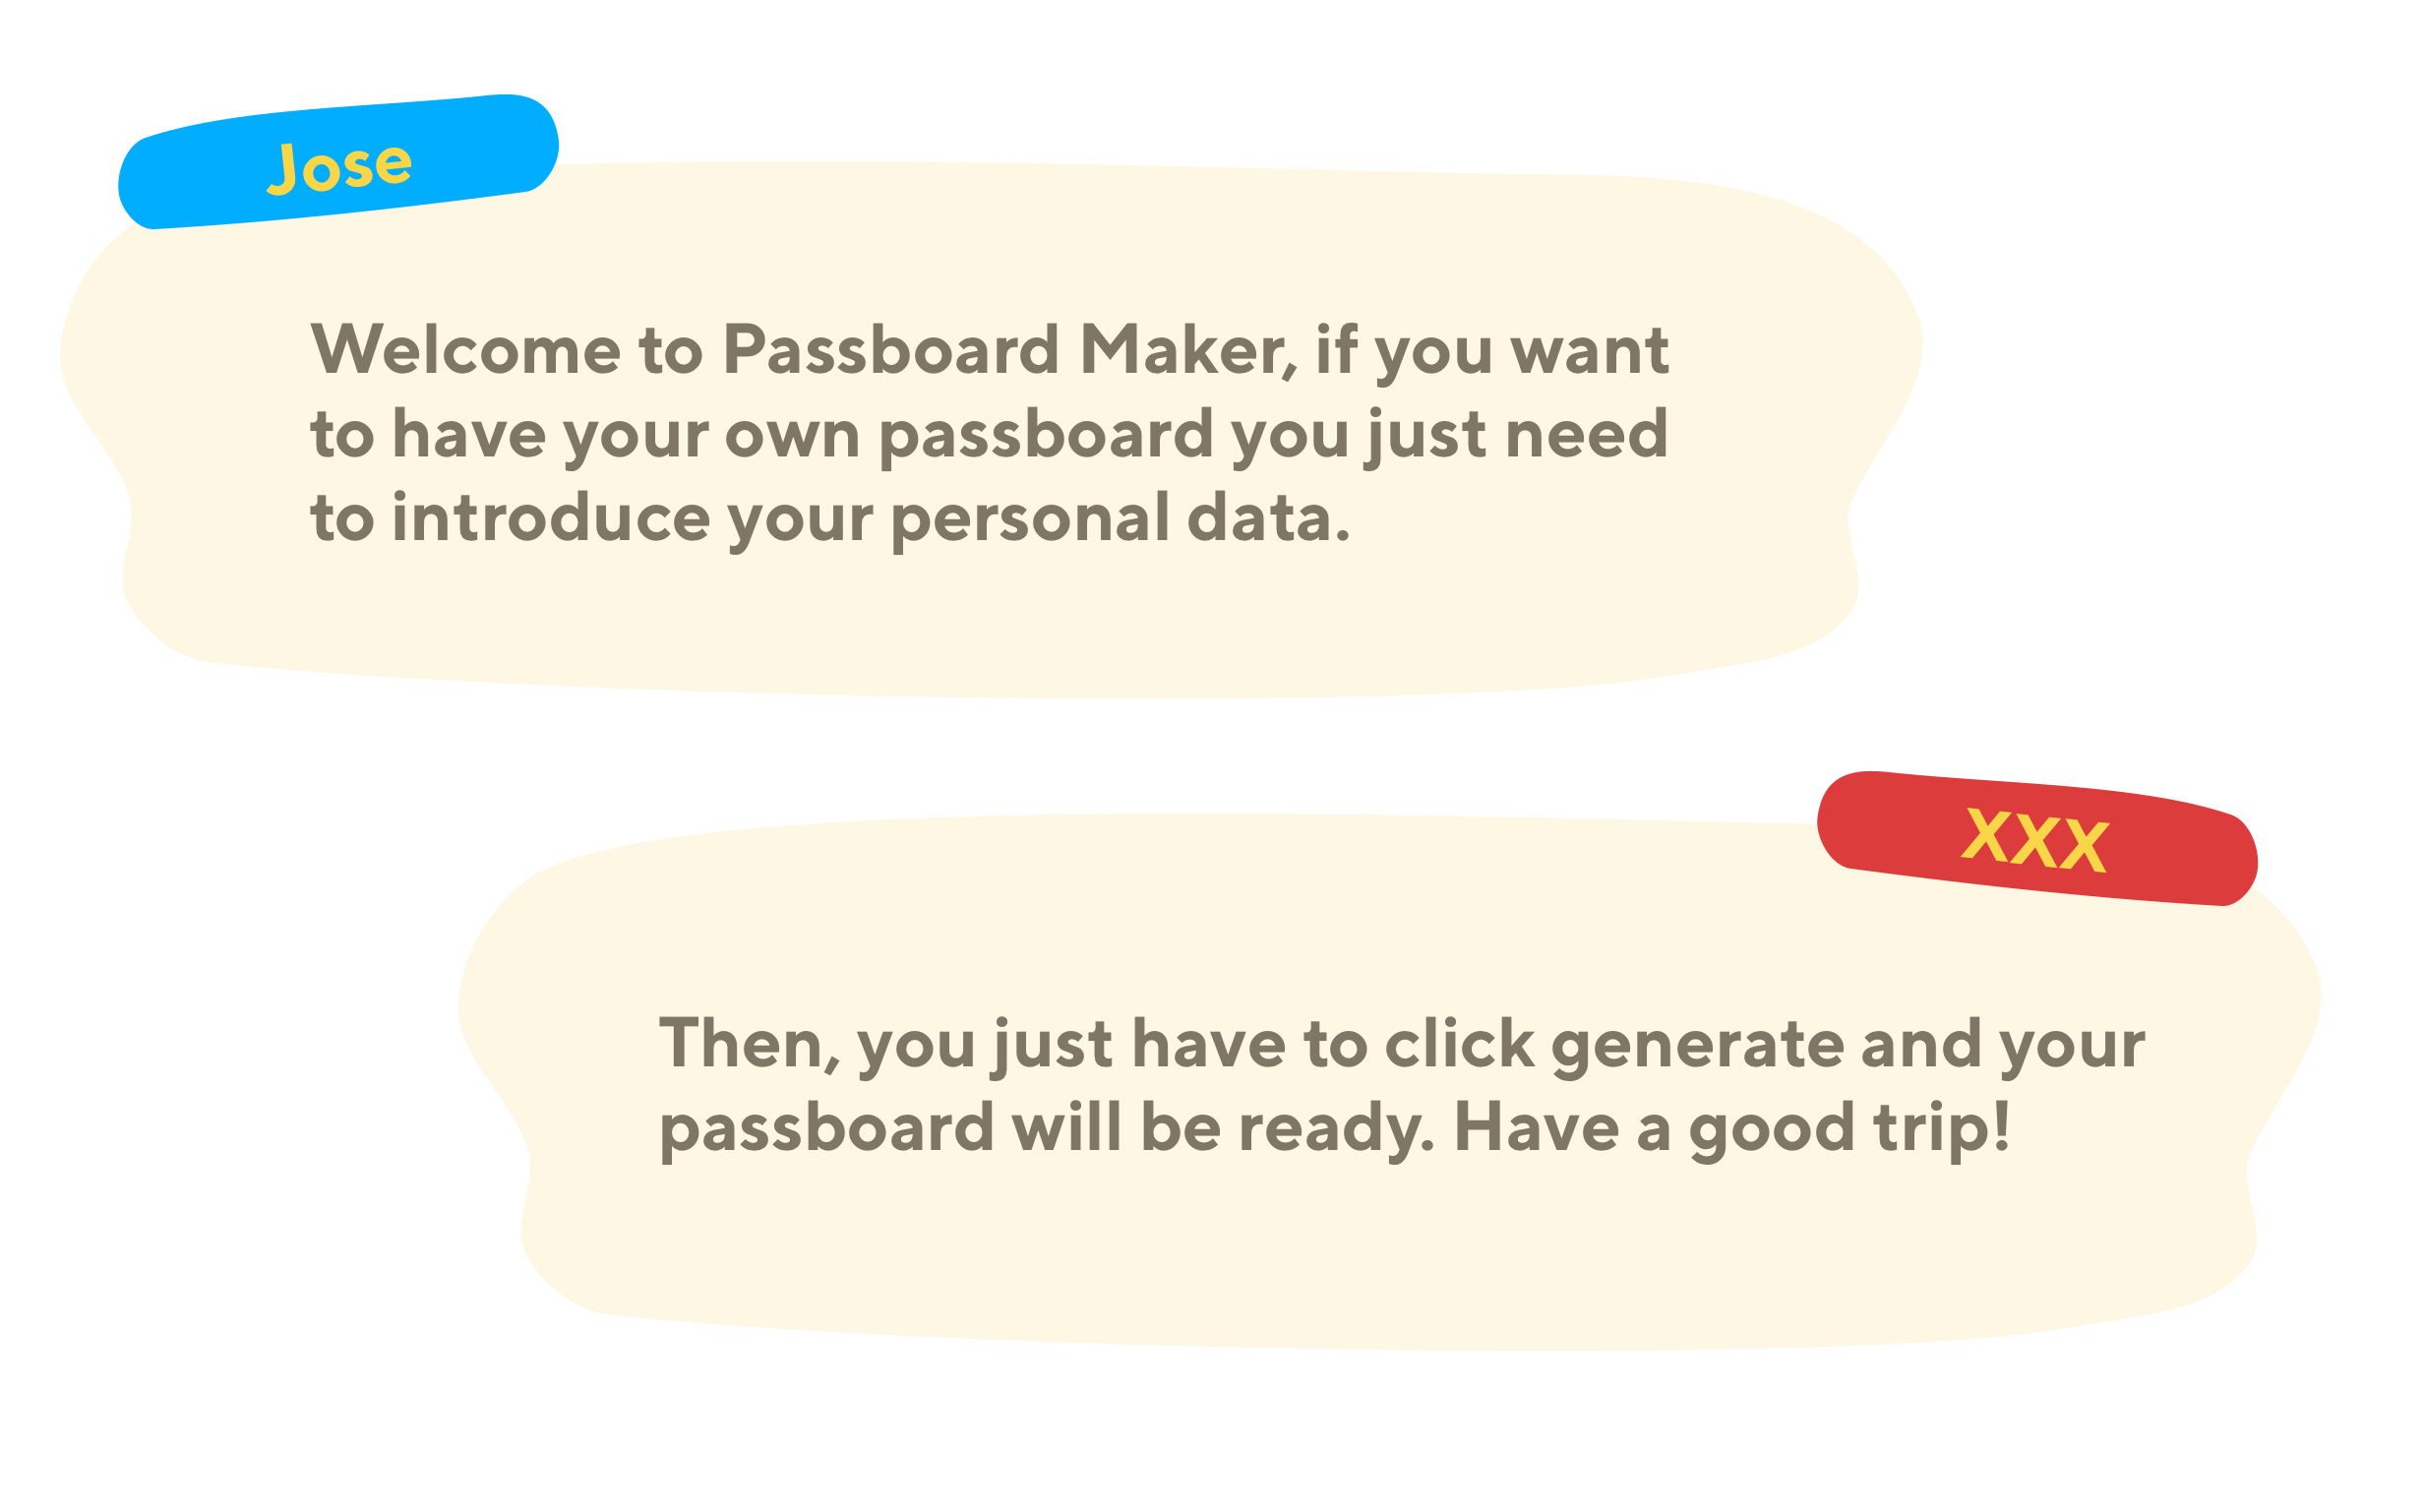 Jose
Welcome to Passboard Maker, if you want
to have your own passboard you just need
to introduce your personal data.
XXX
Then, you just have to click generate and your
passboard will be ready. Have a good trip!